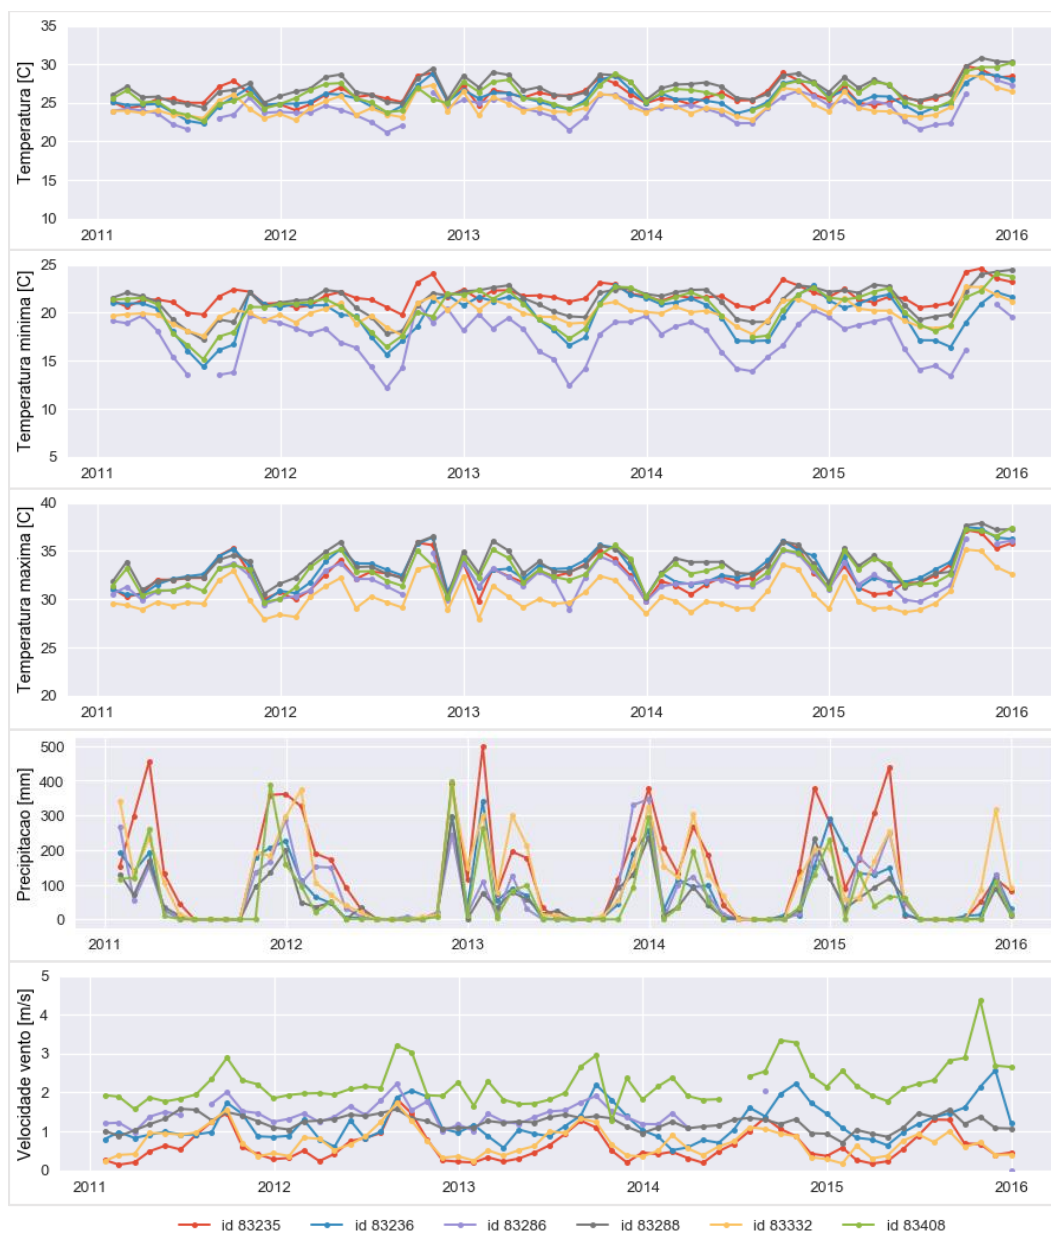 Temperatura [C]
35
30
25
20
15
10
2011 2012 2013 2014 2015 2016
Temperatura minima [C]
25
20
15
10
5
2011 2012 2013 2014 2015 2016
Temperatura maxima [C]
40
35
30
25
20
2011 2012 2013 2014 2015 2016
Precipitacao [mm]
500
400
300
200
100
0
2011 2012 2013 2014 2015 2016
Velocidade vento [m/s]
5
4
3
2
1
0
2011 2012 2013 2014 2015 2016
id 83235 id 83236 id 83286 id 83288 id 83332 id 83408